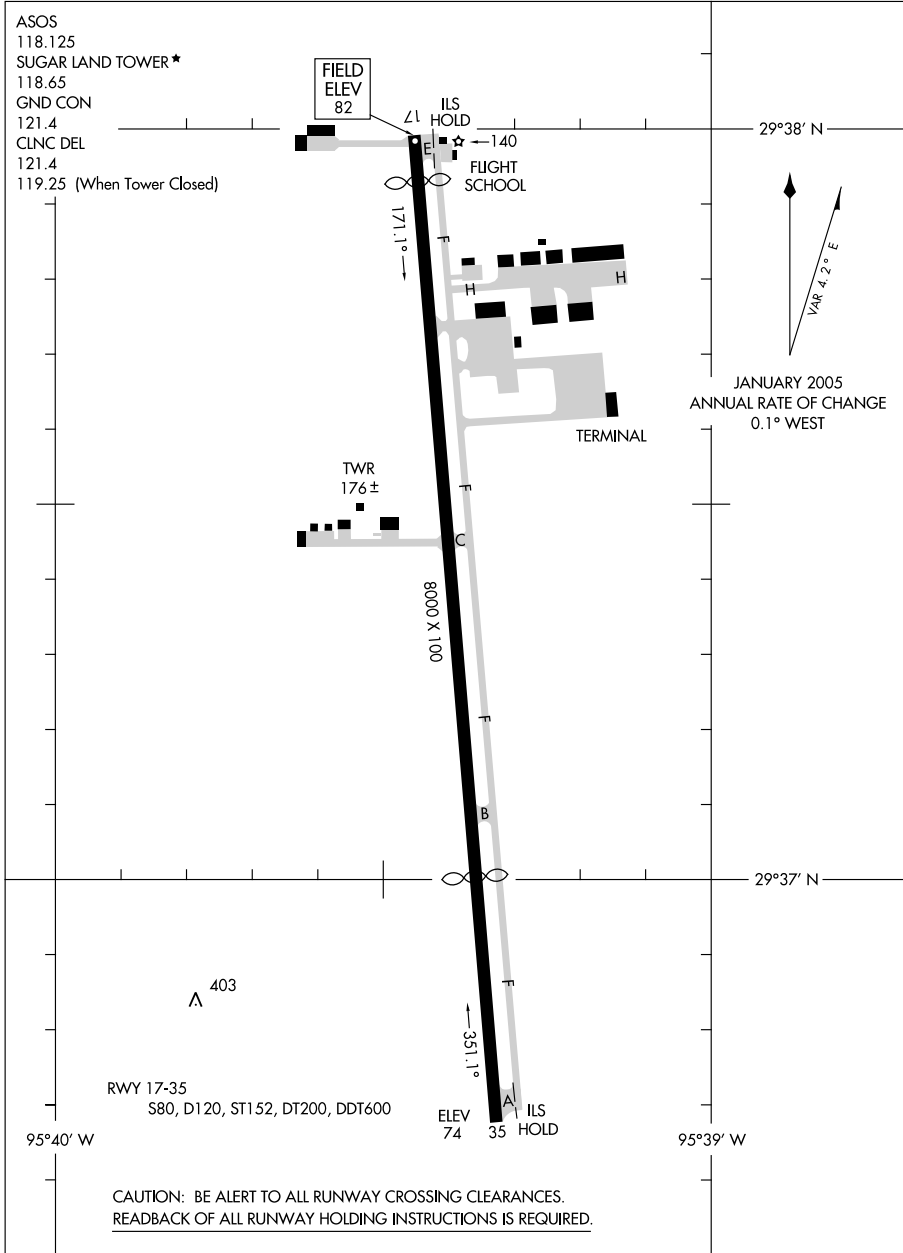 ASOS
118.125
SUGAR LAND TOWER★
118.65
GND CON
121.4
CLNC DEL
121.4
119.25 (When Tower Closed)
FIELD
ELEV
82
17
ILS
HOLD
E
140
FLIGHT
SCHOOL
29°38' N
171.1°
F
H
H
VAR 4.2° E
JANUARY 2005
ANNUAL RATE OF CHANGE
0.1° WEST
TERMINAL
TWR
176±
F
C
8000 X 100
F
B
29°37' N
403
F
351.1°
RWY 17-35
S80, D120, ST152, DT200, DDT600
A
ELEV
74
35
ILS
HOLD
95°40' W
95°39' W
CAUTION: BE ALERT TO ALL RUNWAY CROSSING CLEARANCES.
READBACK OF ALL RUNWAY HOLDING INSTRUCTIONS IS REQUIRED.